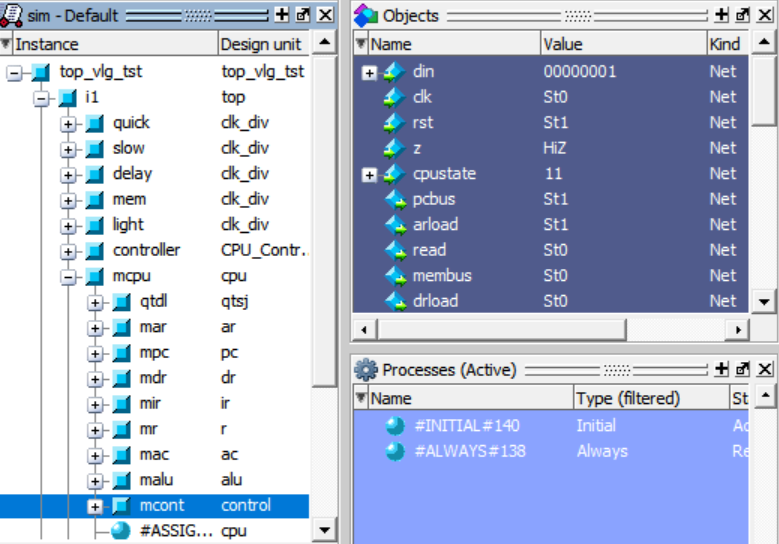 sim - Default
Instance Design unit
top_vlg_tst top_vlg_tst
i1 top
quick clk_div
slow clk_div
delay clk_div
mem clk_div
light clk_div
controller CPU_Contr...
mcpu cpu
qtdl qtsj
mar ar
mpc pc
mdr dr
mir ir
mr r
mac ac
malu alu
mcont control
#ASSIG... cpu
Objects
Name Value Kind
din 00000001 Net
clk St0 Net
rst St1 Net
z HiZ Net
cpustate 11 Net
pcbus St1 Net
arload St1 Net
read St0 Net
membus St0 Net
drload St0 Net
Processes (Active)
Name Type (filtered) St
#INITIAL#140 Initial Ac
#ALWAYS#138 Always Re